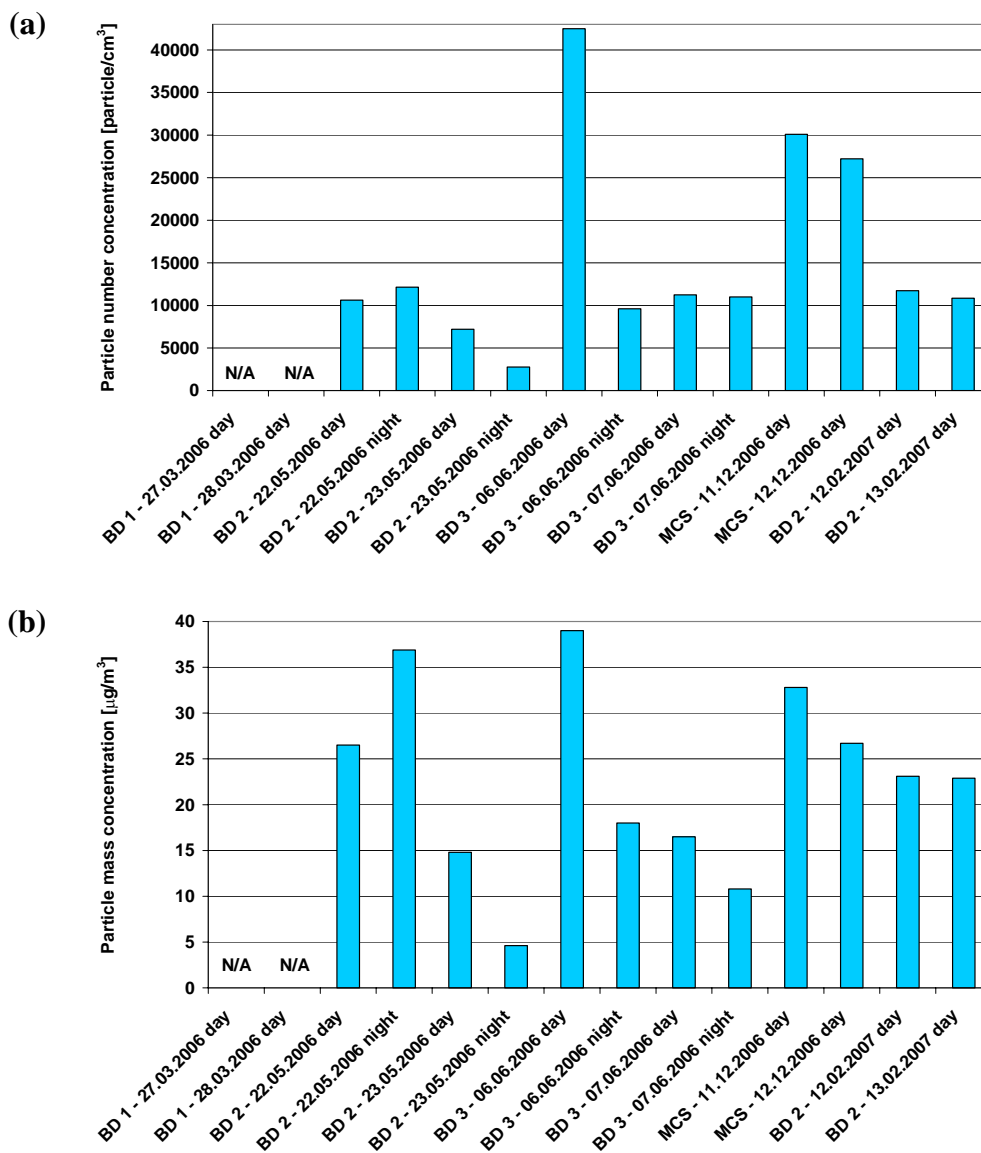 (a)
Particle number concentration [particle/cm³]
40000
35000
30000
25000
20000
15000
10000
5000
0
N/A
N/A
BD 1 - 27.03.2006 day
BD 1 - 28.03.2006 day
BD 2 - 22.05.2006 day
BD 2 - 22.05.2006 night
BD 2 - 23.05.2006 day
BD 2 - 23.05.2006 night
BD 3 - 06.06.2006 day
BD 3 - 06.06.2006 night
BD 3 - 07.06.2006 day
BD 3 - 07.06.2006 night
MCS - 11.12.2006 day
MCS - 12.12.2006 day
BD 2 - 12.02.2007 day
BD 2 - 13.02.2007 day
(b)
Particle mass concentration [µg/m³]
40
35
30
25
20
15
10
5
0
N/A
N/A
BD 1 - 27.03.2006 day
BD 1 - 28.03.2006 day
BD 2 - 22.05.2006 day
BD 2 - 22.05.2006 night
BD 2 - 23.05.2006 day
BD 2 - 23.05.2006 night
BD 3 - 06.06.2006 day
BD 3 - 06.06.2006 night
BD 3 - 07.06.2006 day
BD 3 - 07.06.2006 night
MCS - 11.12.2006 day
MCS - 12.12.2006 day
BD 2 - 12.02.2007 day
BD 2 - 13.02.2007 day